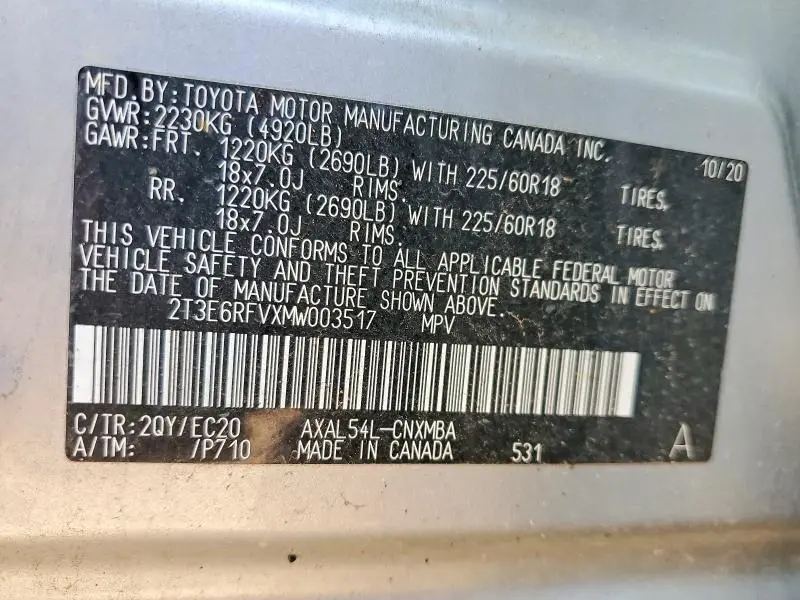 MFD.BY:TOYOTA MOTOR MANUFACTURING CANADA INC. 10/20
GVWR:2230KG (4920LB)
GAWR:FRT. 1220KG (2690LB) WITH 225/60R18 TIRES,
18x7.0J RIMS.
RR. 1220KG (2690LB) WITH 225/60R18 TIRES,
18x7.0J RIMS.
THIS VEHICLE CONFORMS TO ALL APPLICABLE FEDERAL MOTOR
VEHICLE SAFETY AND THEFT PREVENTION STANDARDS IN EFFECT ON
THE DATE OF MANUFACTURE SHOWN ABOVE.
2T3E6RFVXMW003517 MPV
C/TR:2QY/EC20 AXAL54L-CNXMBA
A/TM: /P710 MADE IN CANADA 531 A